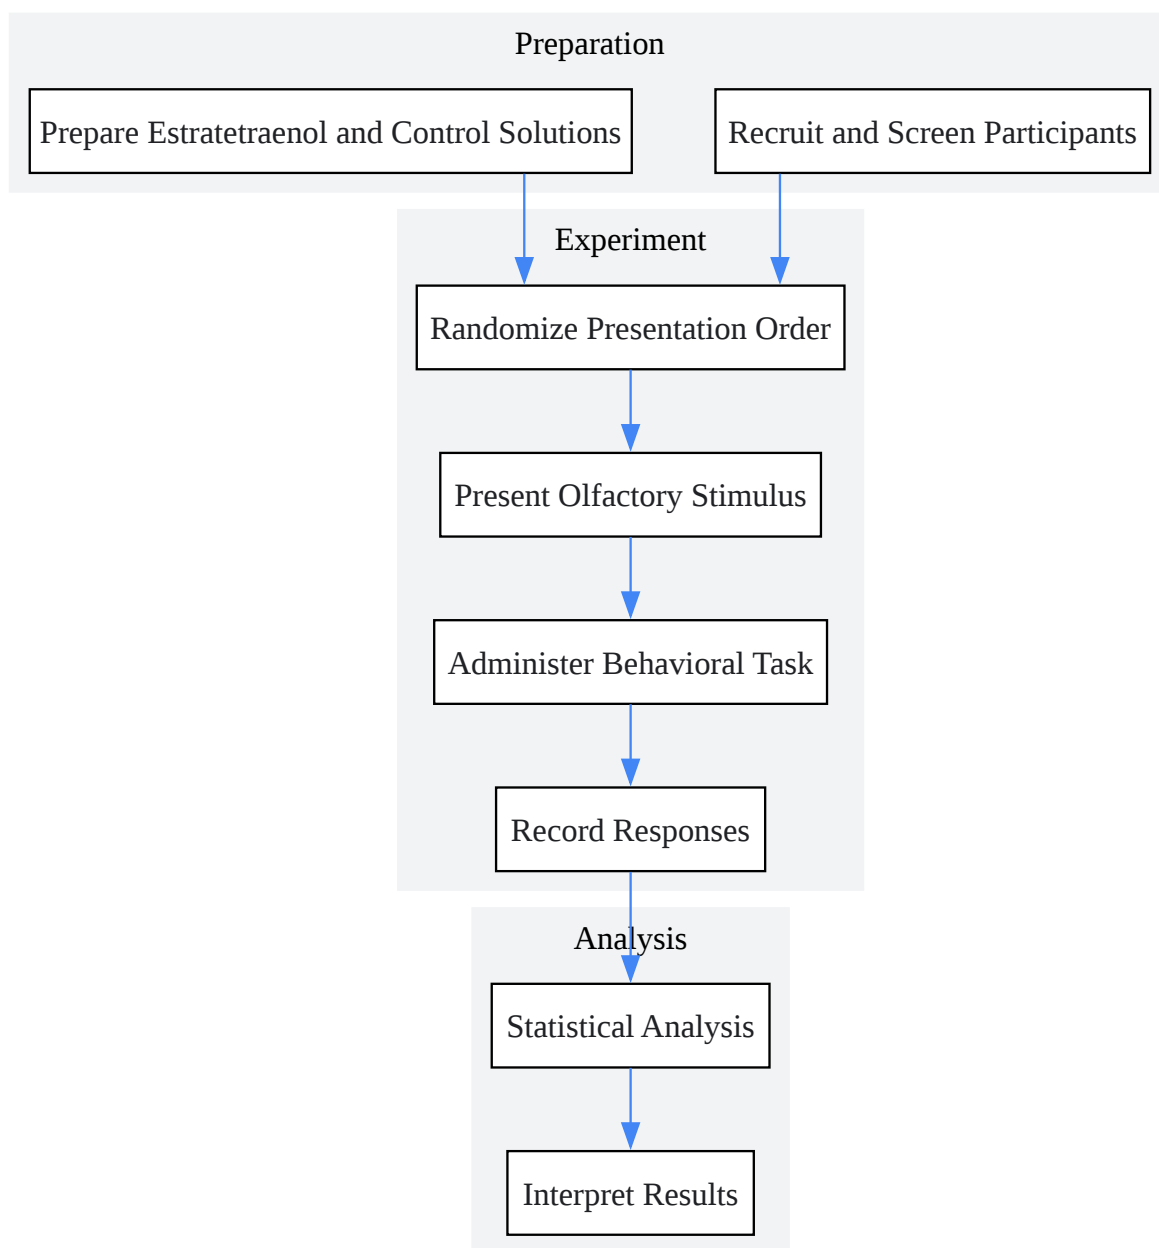 Preparation
Prepare Estratetraenol and Control Solutions
Recruit and Screen Participants
Experiment
Randomize Presentation Order
Present Olfactory Stimulus
Administer Behavioral Task
Record Responses
Analysis
Statistical Analysis
Interpret Results